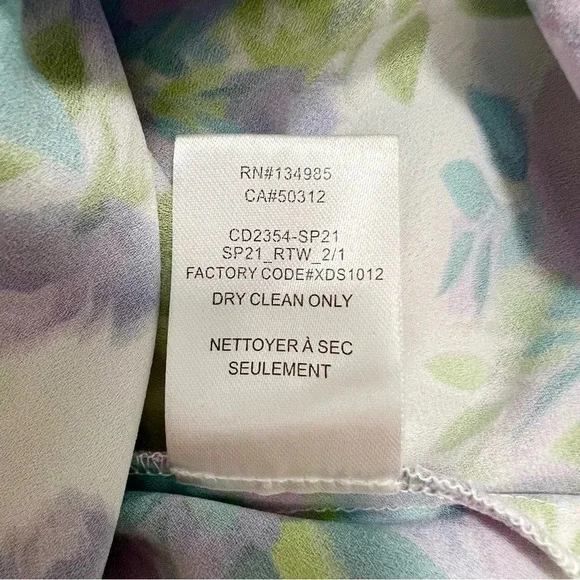 RN#134985
CA#50312
CD2354-SP21
SP21_RTW_2/1
FACTORY CODE#XDS1012
DRY CLEAN ONLY
NETTOYER À SEC
SEULEMENT